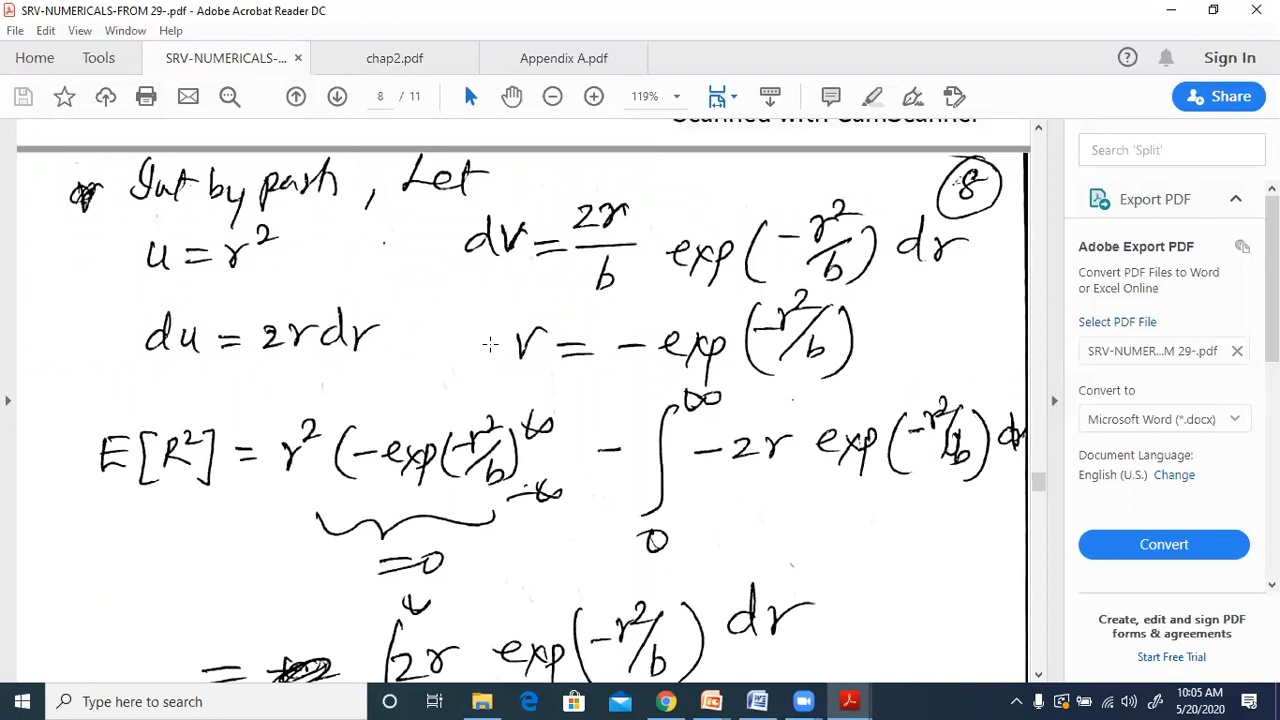 SRV-NUMERICALS-FROM 29-.pdf - Adobe Acrobat Reader DC
File Edit View Window Help
Home Tools SRV-NUMERICALS-... × chap2.pdf Appendix A.pdf Sign In
8 / 11 119% Share
Scanned with CamScanner
Int by parth, Let 8
u = r² dv = 2r/b exp(-r²/b) dr
du = 2r dr v = - exp(-r²/b)
E[R²] = r² (-exp(-r²/b)^∞_-∞ - ∫_0^∞ -2r exp(-r²/b) dr
=0
= ∫ 2r exp(-r²/b) dr
Search 'Split'
Export PDF
Adobe Export PDF
Convert PDF Files to Word
or Excel Online
Select PDF File
SRV-NUMER...M 29-.pdf ×
Convert to
Microsoft Word (*.docx)
Document Language:
English (U.S.) Change
Convert
Create, edit and sign PDF
forms & agreements
Start Free Trial
Type here to search
10:05 AM
5/20/2020